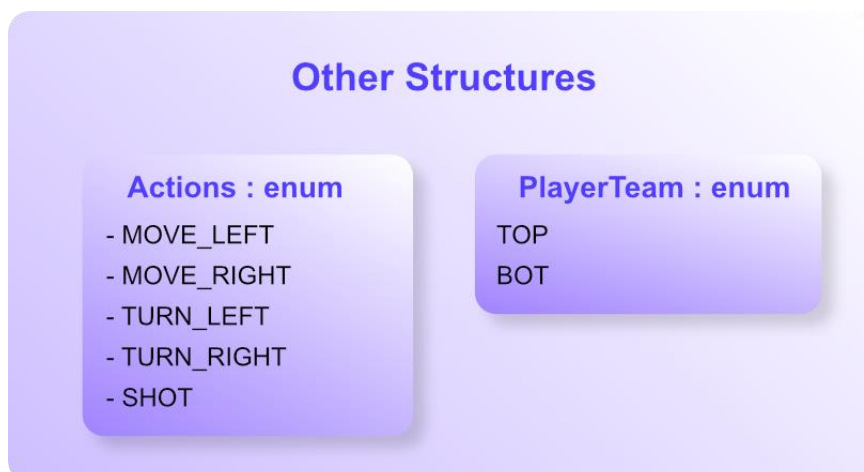 Other Structures
Actions : enum
- MOVE_LEFT
- MOVE_RIGHT
- TURN_LEFT
- TURN_RIGHT
- SHOT
PlayerTeam : enum
TOP
BOT